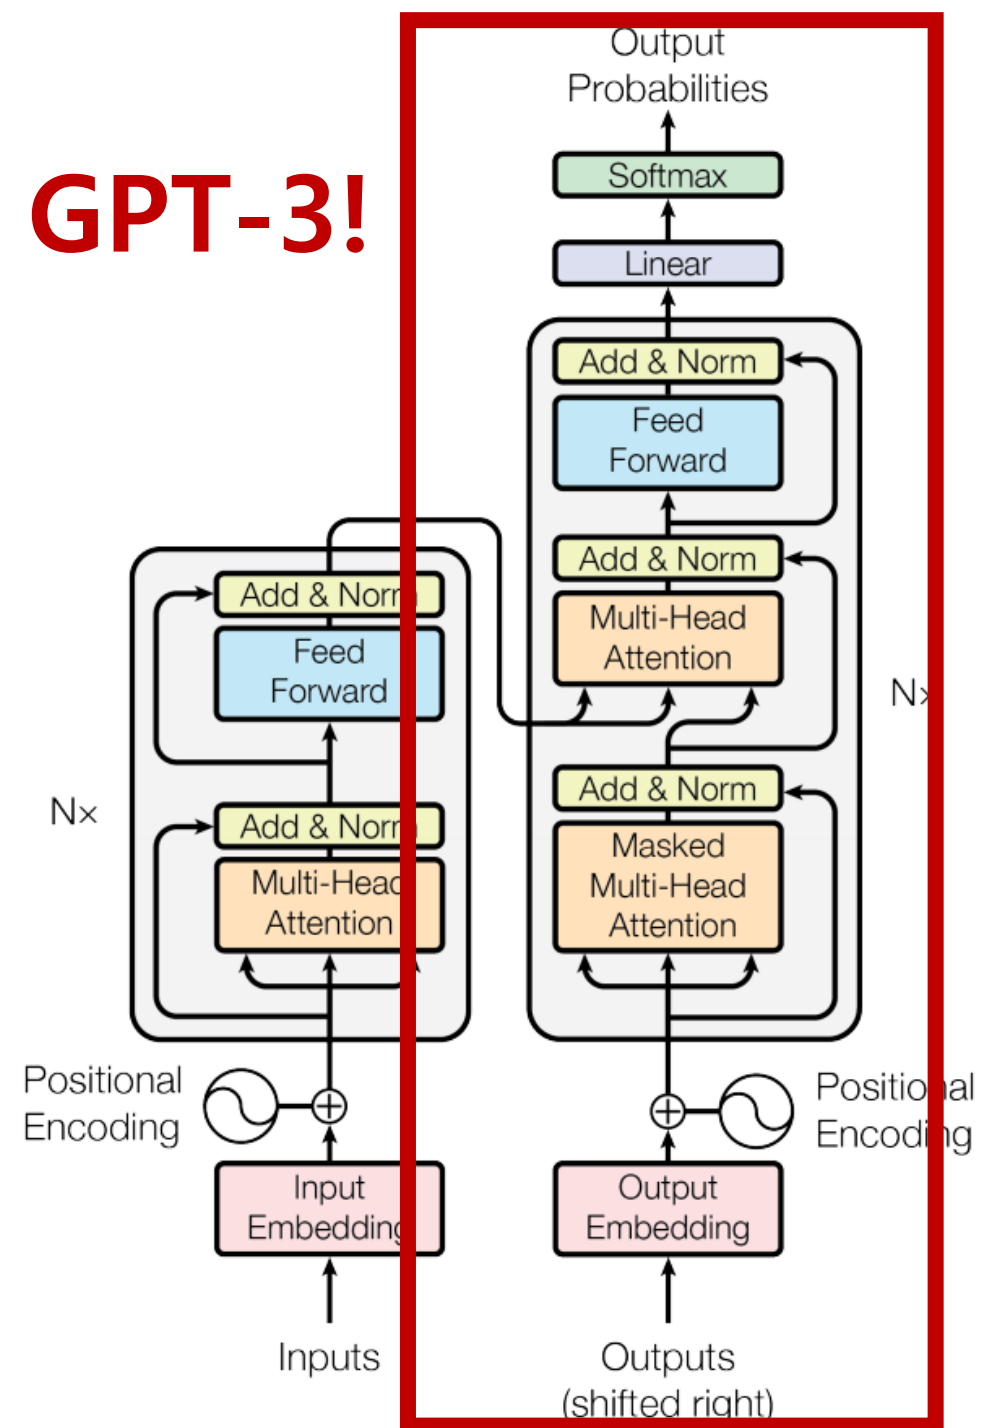 Output
Probabilities
GPT-3!
Softmax
Linear
Add & Norm
Feed
Forward
Add & Norm
Multi-Head
Attention
Nx
Add & Norm
Masked
Multi-Head
Attention
Positional
Encoding
Output
Embedding
Outputs
(shifted right)
Add & Norm
Feed
Forward
Nx
Add & Norm
Multi-Head
Attention
Positional
Encoding
Input
Embedding
Inputs